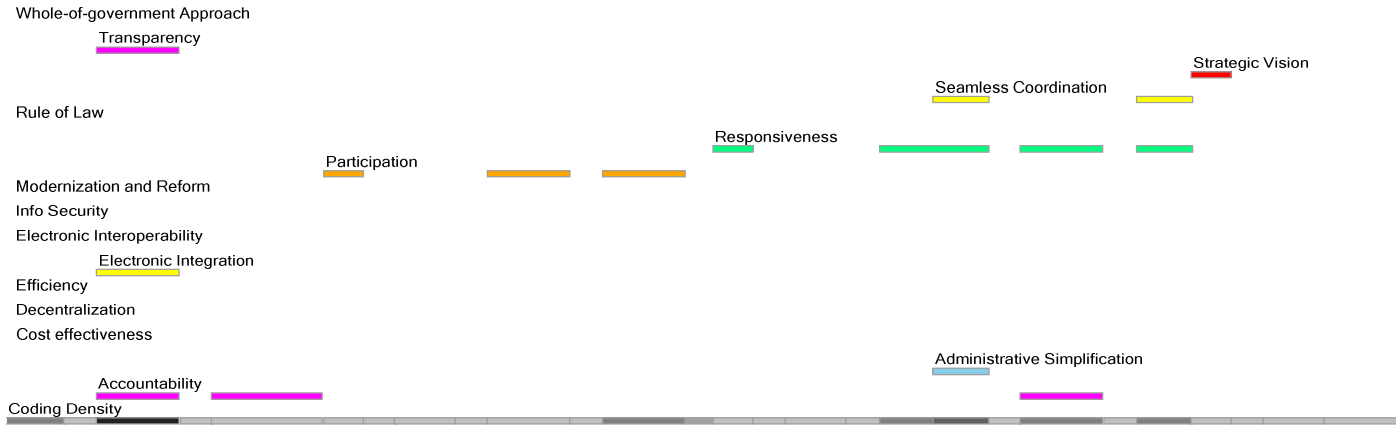 Whole-of-government Approach
Transparency
Strategic Vision
Seamless Coordination
Rule of Law
Responsiveness
Participation
Modernization and Reform
Info Security
Electronic Interoperability
Electronic Integration
Efficiency
Decentralization
Cost effectiveness
Administrative Simplification
Accountability
Coding Density